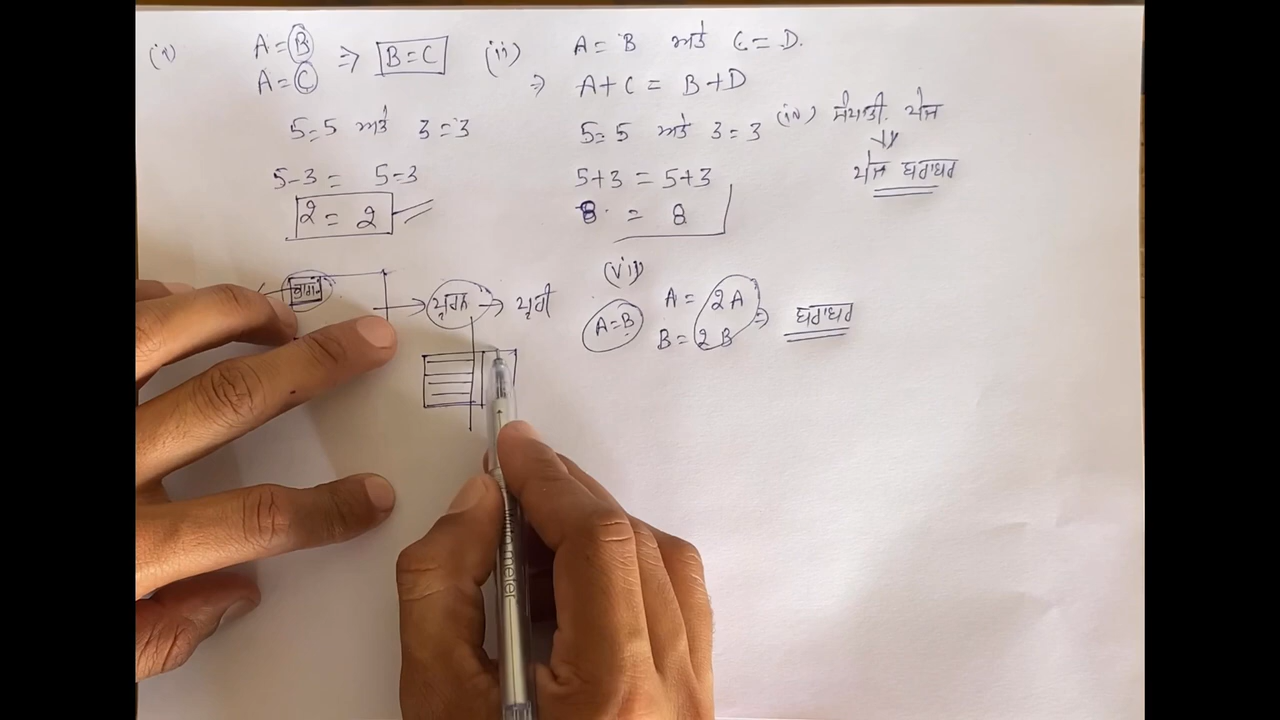 (i) A = B ⇒ B = C
A = C
5 = 5 ਅਤੇ 3 = 3
5-3 = 5-3
2 = 2
(ii) A = B ਅਤੇ C = D.
⇒ A+C = B+D
5 = 5 ਅਤੇ 3 = 3
5+3 = 5+3
8 = 8
(iv) ਸੰਪਾਤੀ ਪੇਜ
ਪੇਜ ਬਰਾਬਰ
ਭਾਗ
ਪੂਰਨ → ਪੂਰੀ
(vi)
A = B A = 2A ⇒ ਬਰਾਬਰ
B = 2B